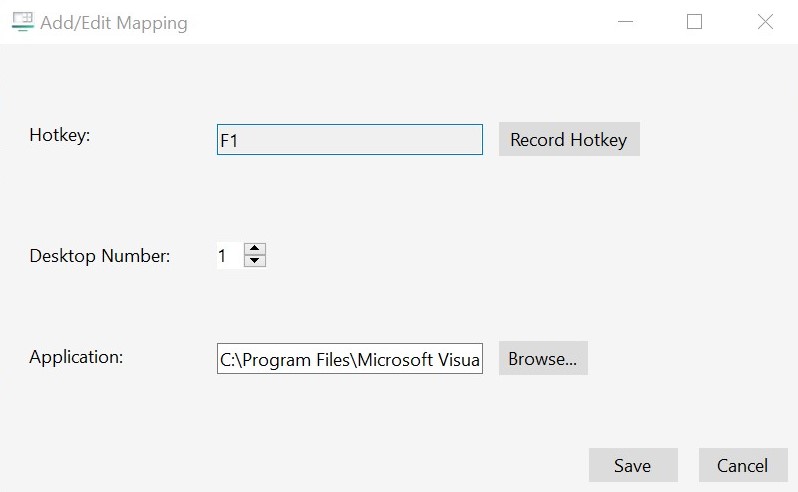 Add/Edit Mapping
Hotkey: F1 Record Hotkey
Desktop Number: 1
Application: C:\Program Files\Microsoft Visua Browse...
Save Cancel